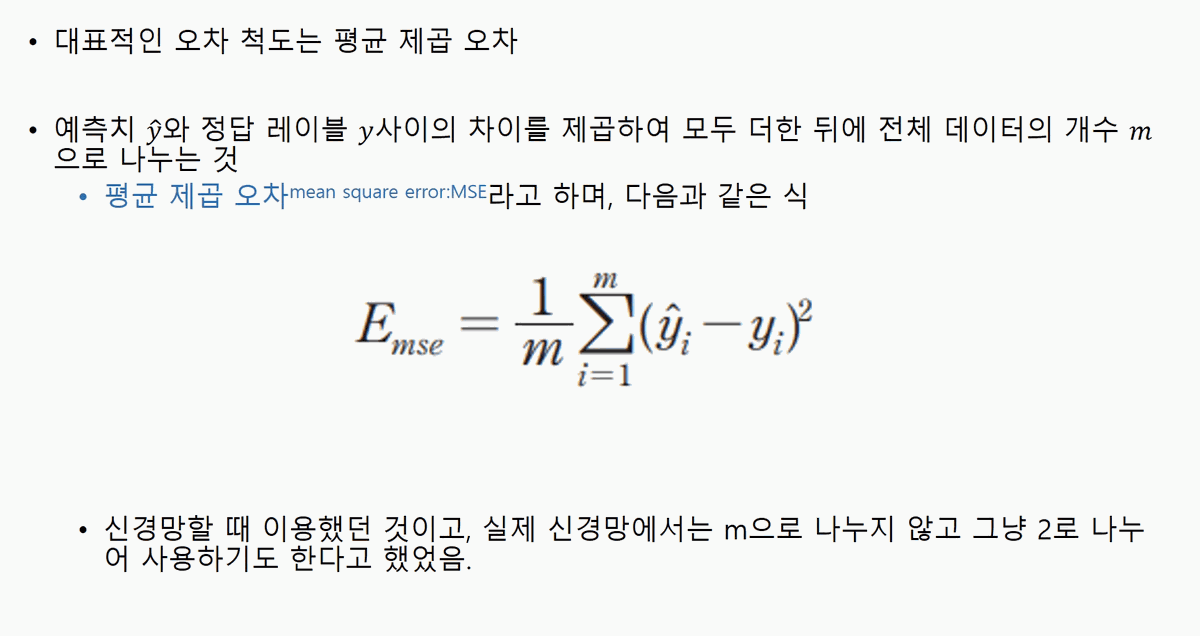 • 대표적인 오차 척도는 평균 제곱 오차
• 예측치 ŷ와 정답 레이블 y사이의 차이를 제곱하여 모두 더한 뒤에 전체 데이터의 개수 m
으로 나누는 것
• 평균 제곱 오차mean square error:MSE라고 하며, 다음과 같은 식
E_mse = 1/m ∑_{i=1}^{m} (ŷ_i − y_i)²
• 신경망할 때 이용했던 것이고, 실제 신경망에서는 m으로 나누지 않고 그냥 2로 나누
어 사용하기도 한다고 했었음.